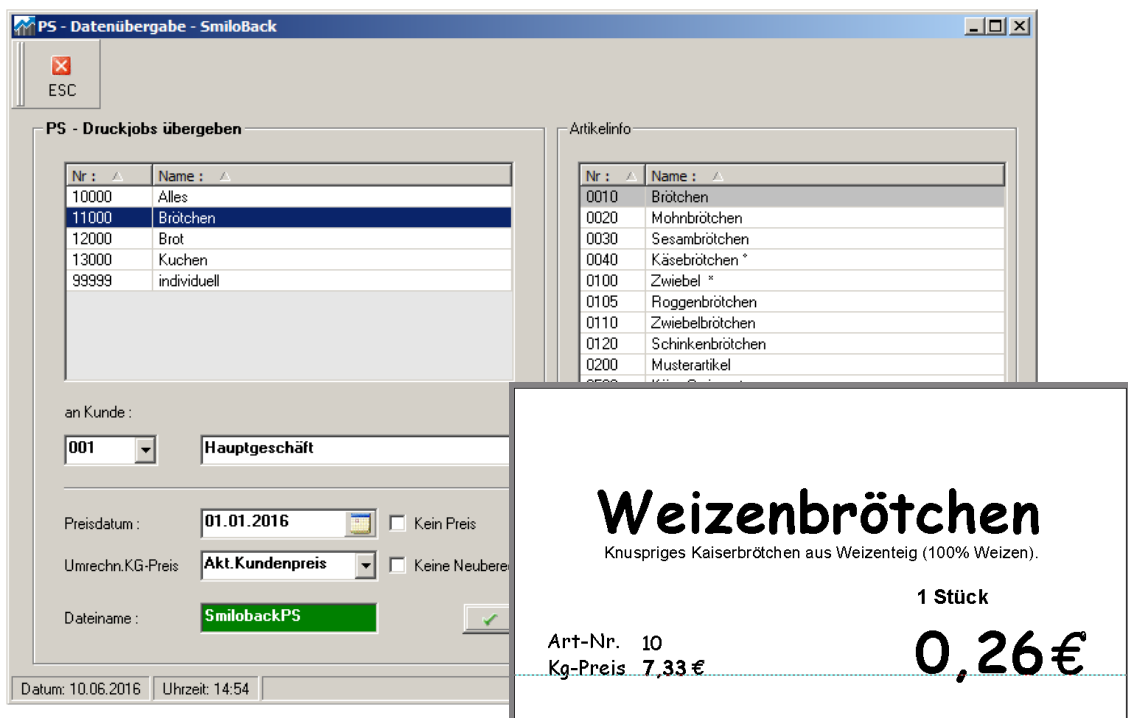 PS - Datenübergabe - SmiloBack
ESC
PS - Druckjobs übergeben
Nr : Name :
10000 Alles
11000 Brötchen
12000 Brot
13000 Kuchen
99999 individuell
an Kunde :
001 Hauptgeschäft
Preisdatum : 01.01.2016 Kein Preis
Umrechn.KG-Preis Akt.Kundenpreis Keine Neubere
Dateiname : SmilobackPS
Datum: 10.06.2016 Uhrzeit: 14:54
Artikelinfo
Nr : Name :
0010 Brötchen
0020 Mohnbrötchen
0030 Sesambrötchen
0040 Käsebrötchen *
0100 Zwiebel *
0105 Roggenbrötchen
0110 Zwiebelbrötchen
0120 Schinkenbrötchen
0200 Musterartikel
Weizenbrötchen
Knuspriges Kaiserbrötchen aus Weizenteig (100% Weizen).
1 Stück
Art-Nr. 10
Kg-Preis 7,33 €
0,26€